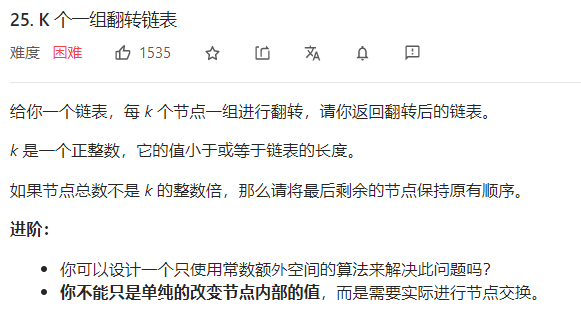 25. K 个一组翻转链表
难度 困难 1535
给你一个链表，每 k 个节点一组进行翻转，请你返回翻转后的链表。
k 是一个正整数，它的值小于或等于链表的长度。
如果节点总数不是 k 的整数倍，那么请将最后剩余的节点保持原有顺序。
进阶：
你可以设计一个只使用常数额外空间的算法来解决此问题吗？
你不能只是单纯的改变节点内部的值，而是需要实际进行节点交换。